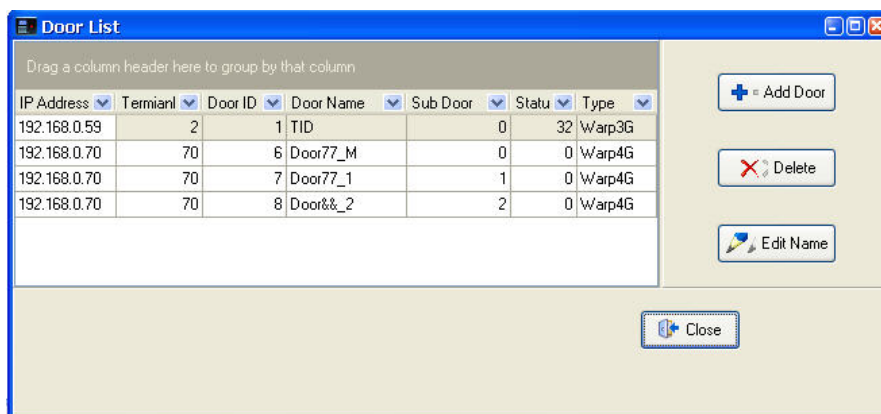 Door List
Drag a column header here to group by that column
IP Address Termianl Door ID Door Name Sub Door Statu Type
192.168.0.59 2 1 TID 0 32 Warp3G
192.168.0.70 70 6 Door77_M 0 0 Warp4G
192.168.0.70 70 7 Door77_1 1 0 Warp4G
192.168.0.70 70 8 Door&&_2 2 0 Warp4G
Add Door
Delete
Edit Name
Close